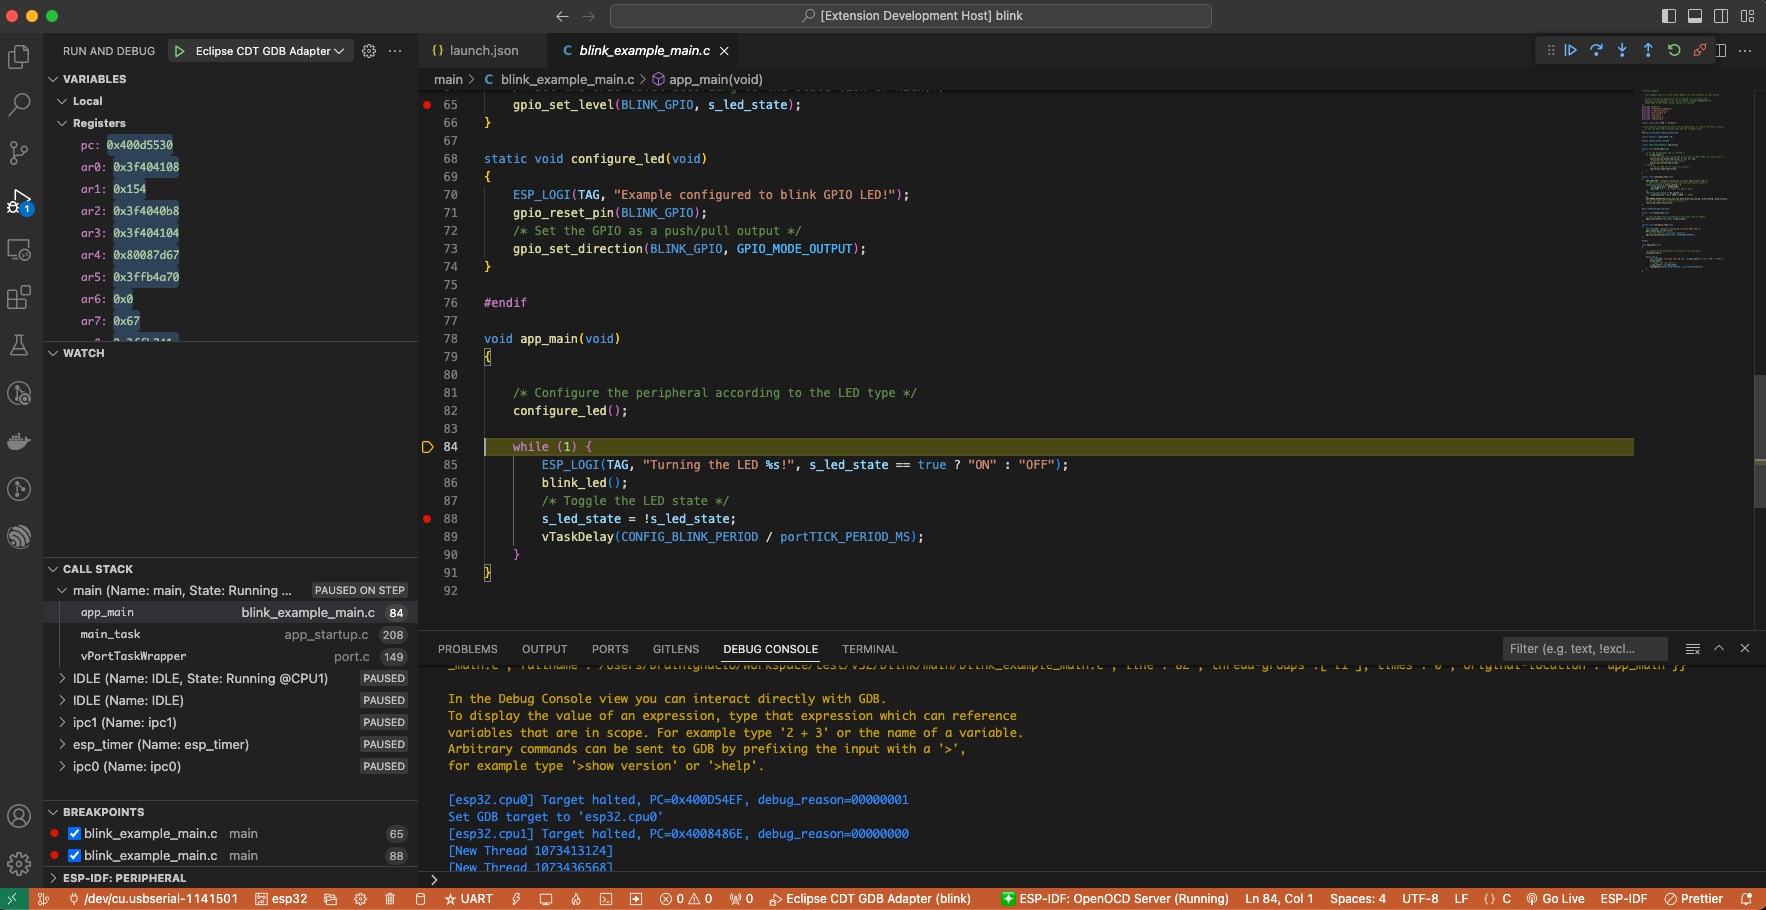 [Extension Development Host] blink
RUN AND DEBUG
Eclipse CDT GDB Adapter
launch.json
blink_example_main.c
main > C blink_example_main.c > app_main(void)
VARIABLES
Local
Registers
pc: 0x400d5530
ar0: 0x3f404108
ar1: 0x154
ar2: 0x3f4040b8
ar3: 0x3f404104
ar4: 0x80087d67
ar5: 0x3ffb4a70
ar6: 0x0
ar7: 0x67
WATCH
CALL STACK
main (Name: main, State: Running ... PAUSED ON STEP
app_main blink_example_main.c 84
main_task app_startup.c 208
vPortTaskWrapper port.c 149
IDLE (Name: IDLE, State: Running @CPU1) PAUSED
IDLE (Name: IDLE) PAUSED
ipc1 (Name: ipc1) PAUSED
esp_timer (Name: esp_timer) PAUSED
ipc0 (Name: ipc0) PAUSED
BREAKPOINTS
blink_example_main.c main 65
blink_example_main.c main 88
ESP-IDF: PERIPHERAL
65 gpio_set_level(BLINK_GPIO, s_led_state);
66 }
67
68 static void configure_led(void)
69 {
70 ESP_LOGI(TAG, "Example configured to blink GPIO LED!");
71 gpio_reset_pin(BLINK_GPIO);
72 /* Set the GPIO as a push/pull output */
73 gpio_set_direction(BLINK_GPIO, GPIO_MODE_OUTPUT);
74 }
75
76 #endif
77
78 void app_main(void)
79 {
80
81 /* Configure the peripheral according to the LED type */
82 configure_led();
83
84 while (1) {
85 ESP_LOGI(TAG, "Turning the LED %s!", s_led_state == true ? "ON" : "OFF");
86 blink_led();
87 /* Toggle the LED state */
88 s_led_state = !s_led_state;
89 vTaskDelay(CONFIG_BLINK_PERIOD / portTICK_PERIOD_MS);
90 }
91 }
92
PROBLEMS OUTPUT PORTS GITLENS DEBUG CONSOLE TERMINAL
Filter (e.g. text, !excl...
In the Debug Console view you can interact directly with GDB.
To display the value of an expression, type that expression which can reference
variables that are in scope. For example type '2 + 3' or the name of a variable.
Arbitrary commands can be sent to GDB by prefixing the input with a '>',
for example type '>show version' or '>help'.
[esp32.cpu0] Target halted, PC=0x400D54EF, debug_reason=00000001
Set GDB target to 'esp32.cpu0'
[esp32.cpu1] Target halted, PC=0x4008486E, debug_reason=00000000
[New Thread 1073413124]
[New Thread 1073436568]
/dev/cu.usbserial-1141501 esp32 UART 0 0 0 Eclipse CDT GDB Adapter (blink) ESP-IDF: OpenOCD Server (Running) Ln 84, Col 1 Spaces: 4 UTF-8 LF {} C Go Live ESP-IDF Prettier